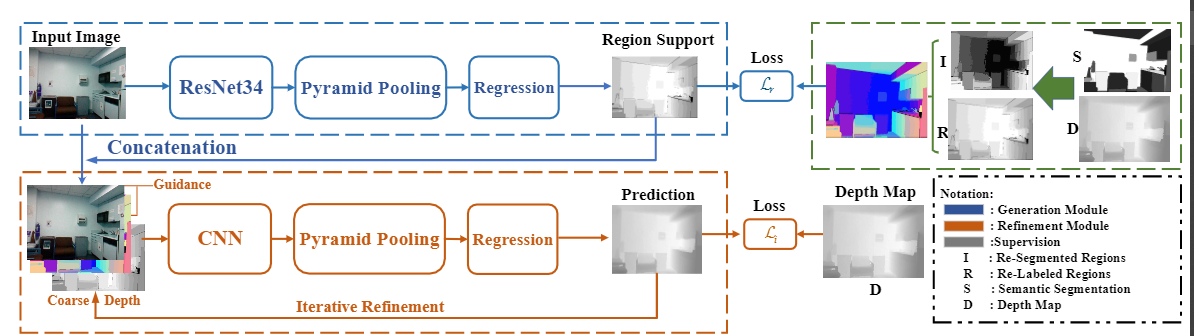 Input Image
ResNet34
Pyramid Pooling
Regression
Region Support
Loss
ℒᵣ
I
R
S
D
Concatenation
Guidance
CNN
Pyramid Pooling
Regression
Prediction
Loss
ℒᵢ
Depth Map
D
Coarse Depth
Iterative Refinement
Notation:
: Generation Module
: Refinement Module
:Supervision
I : Re-Segmented Regions
R : Re-Labeled Regions
S : Semantic Segmentation
D : Depth Map